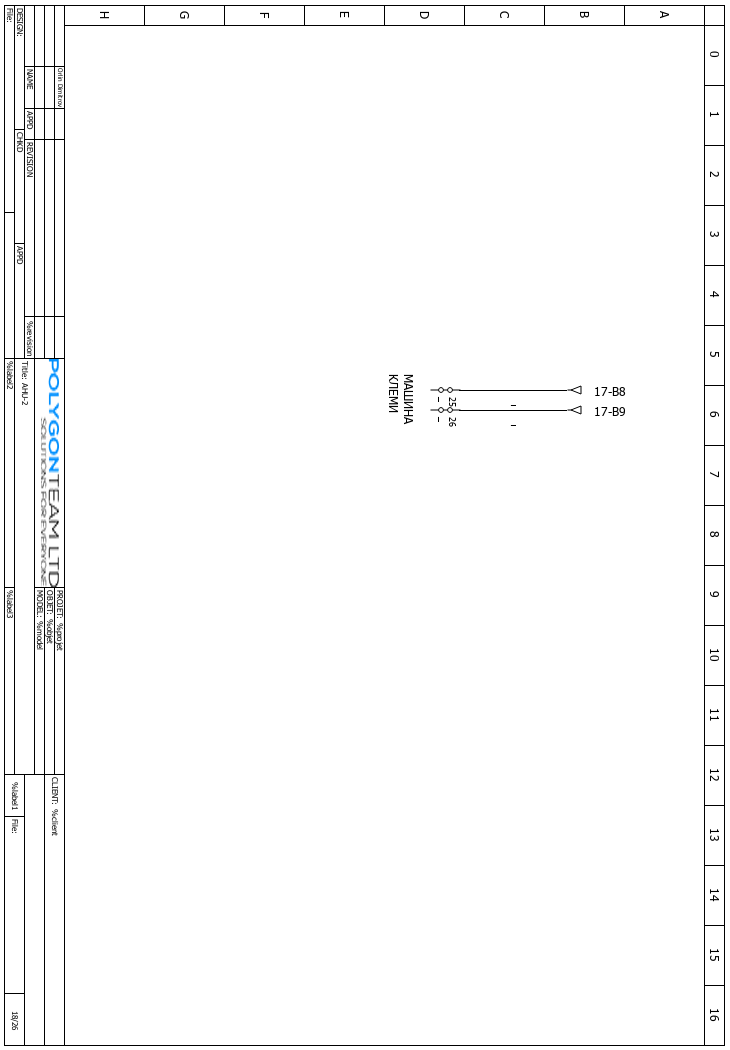 0
1
2
3
4
5
6
7
8
9
10
11
12
13
14
15
16
A
B
C
D
E
F
G
H
17-B8
17-B9
25
26
МАШИНА
КЛЕМИ
Orlin Dimitrov
NAME
APPD
REVISION
%revision
DESIGN:
CHKD
APPD
File:
POLYGONTEAM LTD
SOLUTIONS FOR EVERYONE
Title: AHU-2
%label2
PROJET: %projet
OBJET: %objet
MODEL: %model
%label3
CLIENT: %client
%label1
File:
18/26